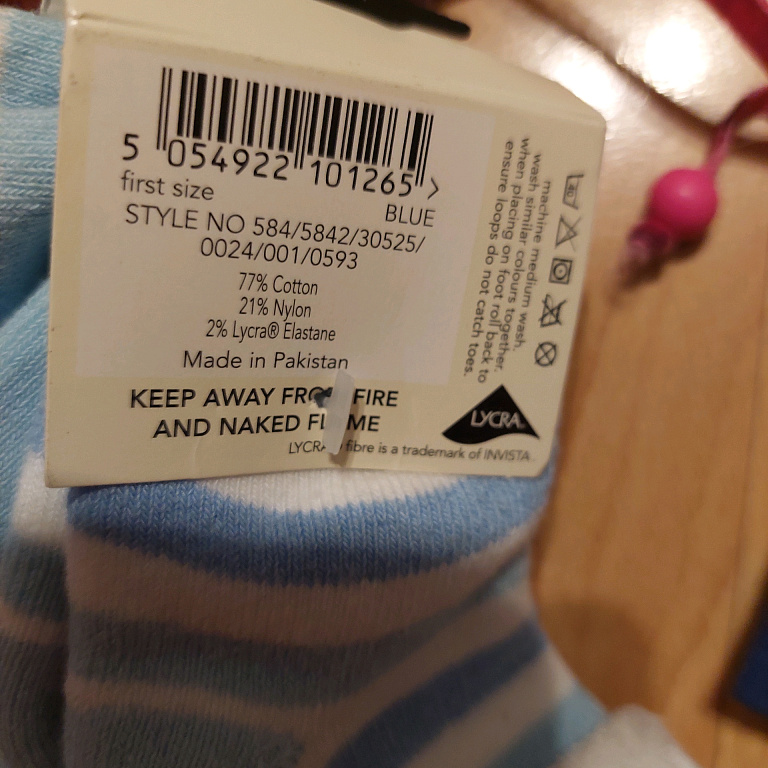 5 054922 101265 >
first size
BLUE
STYLE NO 584/5842/30525/
0024/001/0593
77% Cotton
21% Nylon
2% Lycra® Elastane
Made in Pakistan
KEEP AWAY FROM FIRE
AND NAKED FLAME
LYCRA® fibre is a trademark of INVISTA.
machine medium wash.
wash similar colours together.
when placing on foot roll back to
ensure loops do not catch toes.
LYCRA